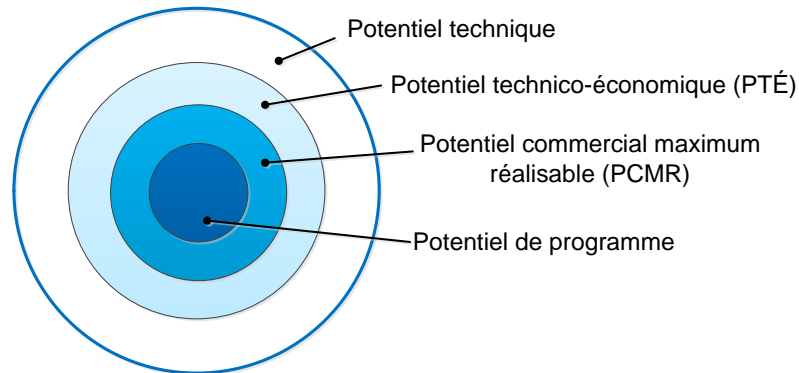 Potentiel technique
Potentiel technico-économique (PTÉ)
Potentiel commercial maximum
réalisable (PCMR)
Potentiel de programme